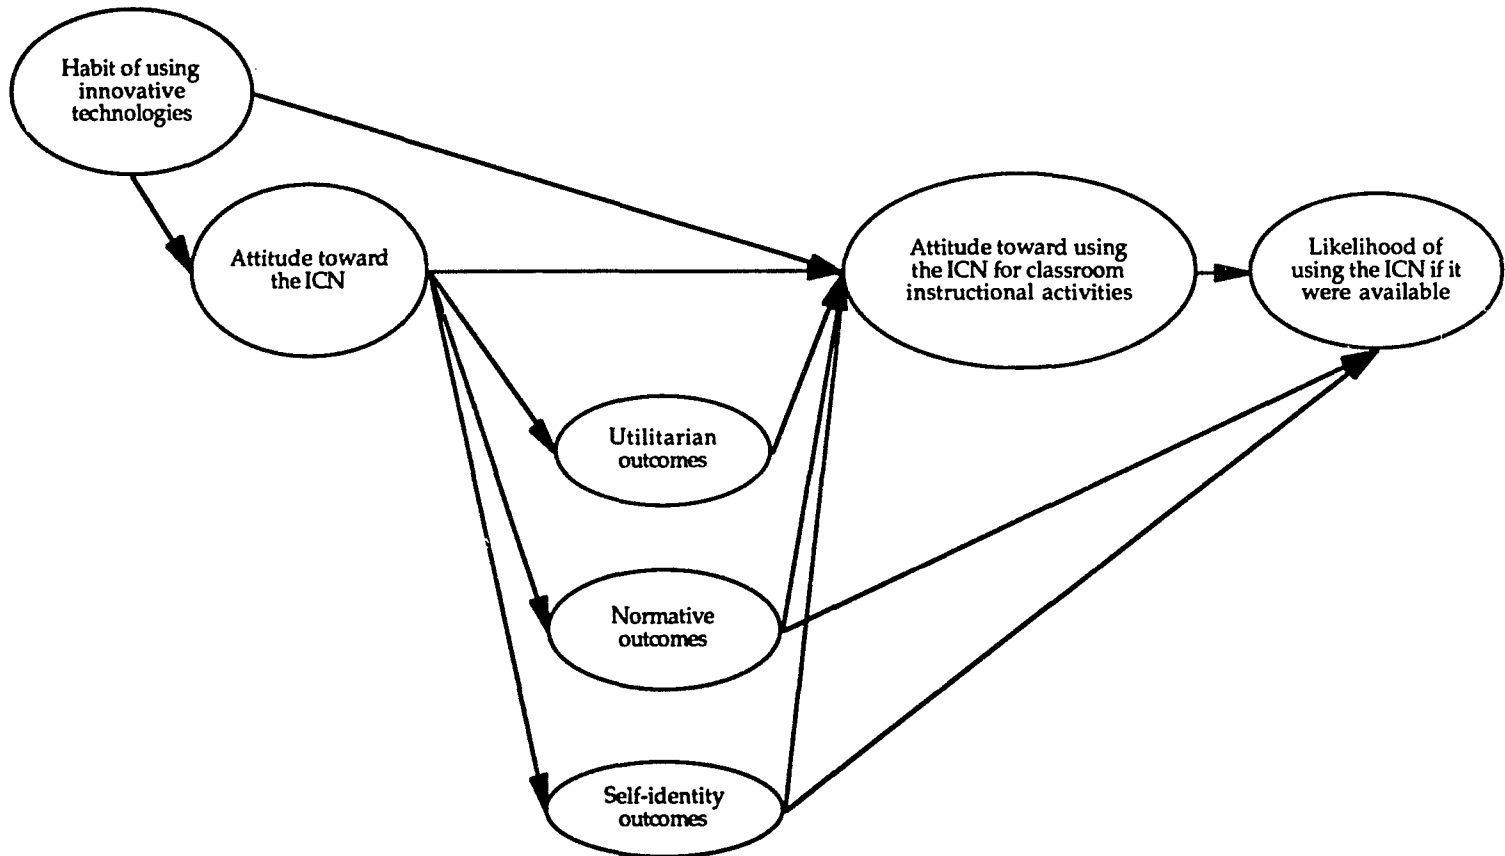 Habit of using
innovative
technologies
Attitude toward
the ICN
Attitude toward using
the ICN for classroom
instructional activities
Likelihood of
using the ICN if it
were available
Utilitarian
outcomes
Normative
outcomes
Self-identity
outcomes